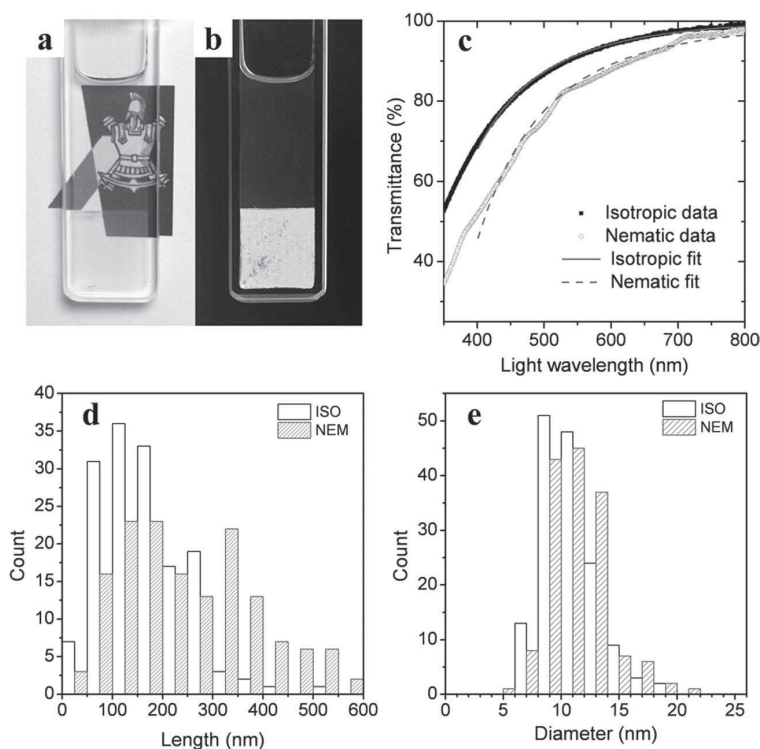 a
b
c
Transmittance (%)
100
80
60
40
Isotropic data
Nematic data
Isotropic fit
Nematic fit
400 500 600 700 800
Light wavelength (nm)
d
ISO
NEM
Count
40
35
30
25
20
15
10
5
0
0 100 200 300 400 500 600
Length (nm)
e
ISO
NEM
Count
50
40
30
20
10
0
0 5 10 15 20 25
Diameter (nm)